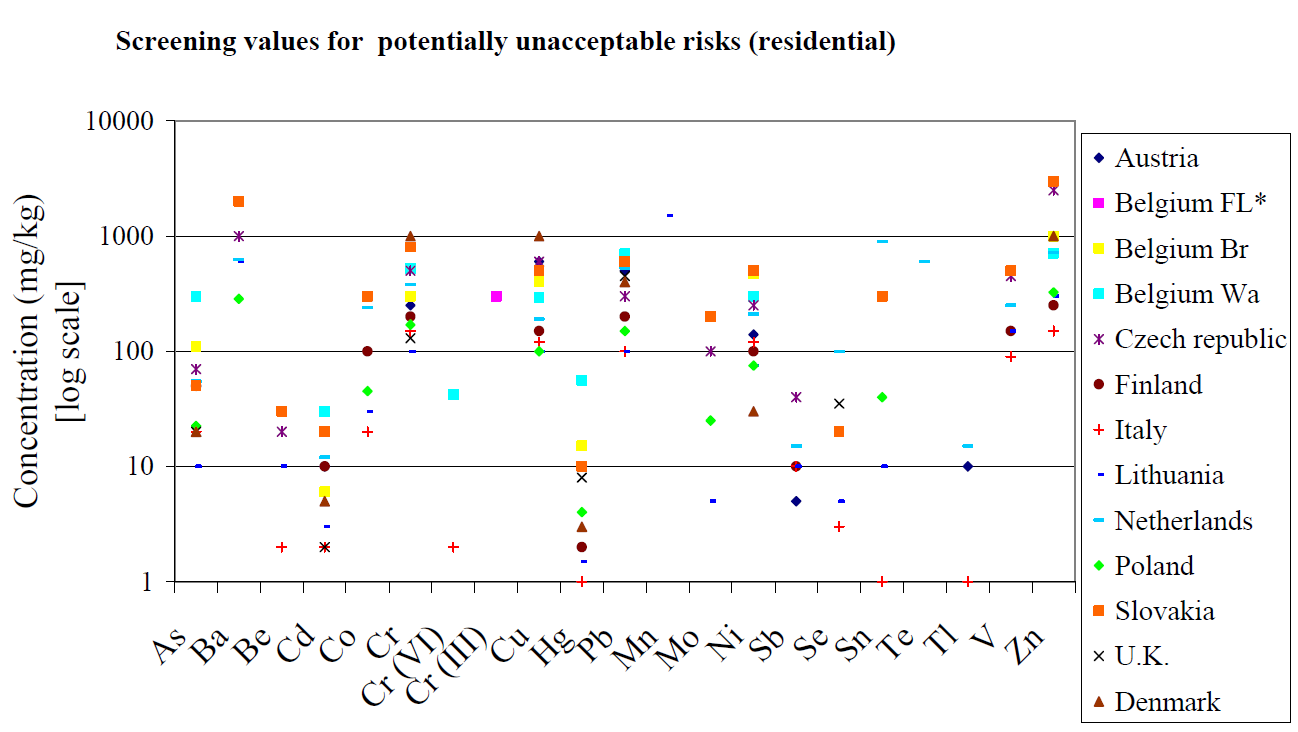 Screening values for  potentially unacceptable risks (residential)
Concentration (mg/kg)
[log scale]
10000
1000
100
10
1
As
Ba
Be
Cd
Co
Cr
Cr (VI)
Cr (III)
Cu
Hg
Pb
Mn
Mo
Ni
Sb
Se
Sn
Te
Tl
V
Zn
Austria
Belgium FL*
Belgium Br
Belgium Wa
Czech republic
Finland
Italy
Lithuania
Netherlands
Poland
Slovakia
U.K.
Denmark